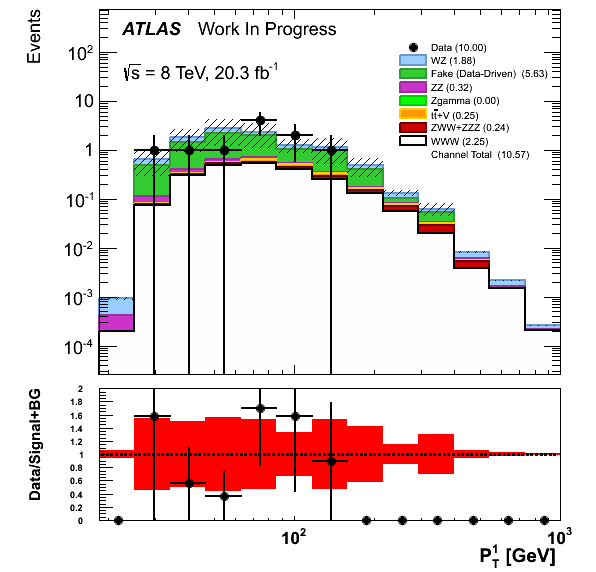 Events
ATLAS Work In Progress
√s = 8 TeV, 20.3 fb⁻¹
Data (10.00)
WZ (1.88)
Fake (Data-Driven) (5.63)
ZZ (0.32)
Zgamma (0.00)
tt̄+V (0.25)
ZWW+ZZZ (0.24)
WWW (2.25)
Channel Total (10.57)
10²
10
1
10⁻¹
10⁻²
10⁻³
10⁻⁴
Data/Signal+BG
2
1.8
1.6
1.4
1.2
1
0.8
0.6
0.4
0.2
0
10²
10³
P¹_T [GeV]